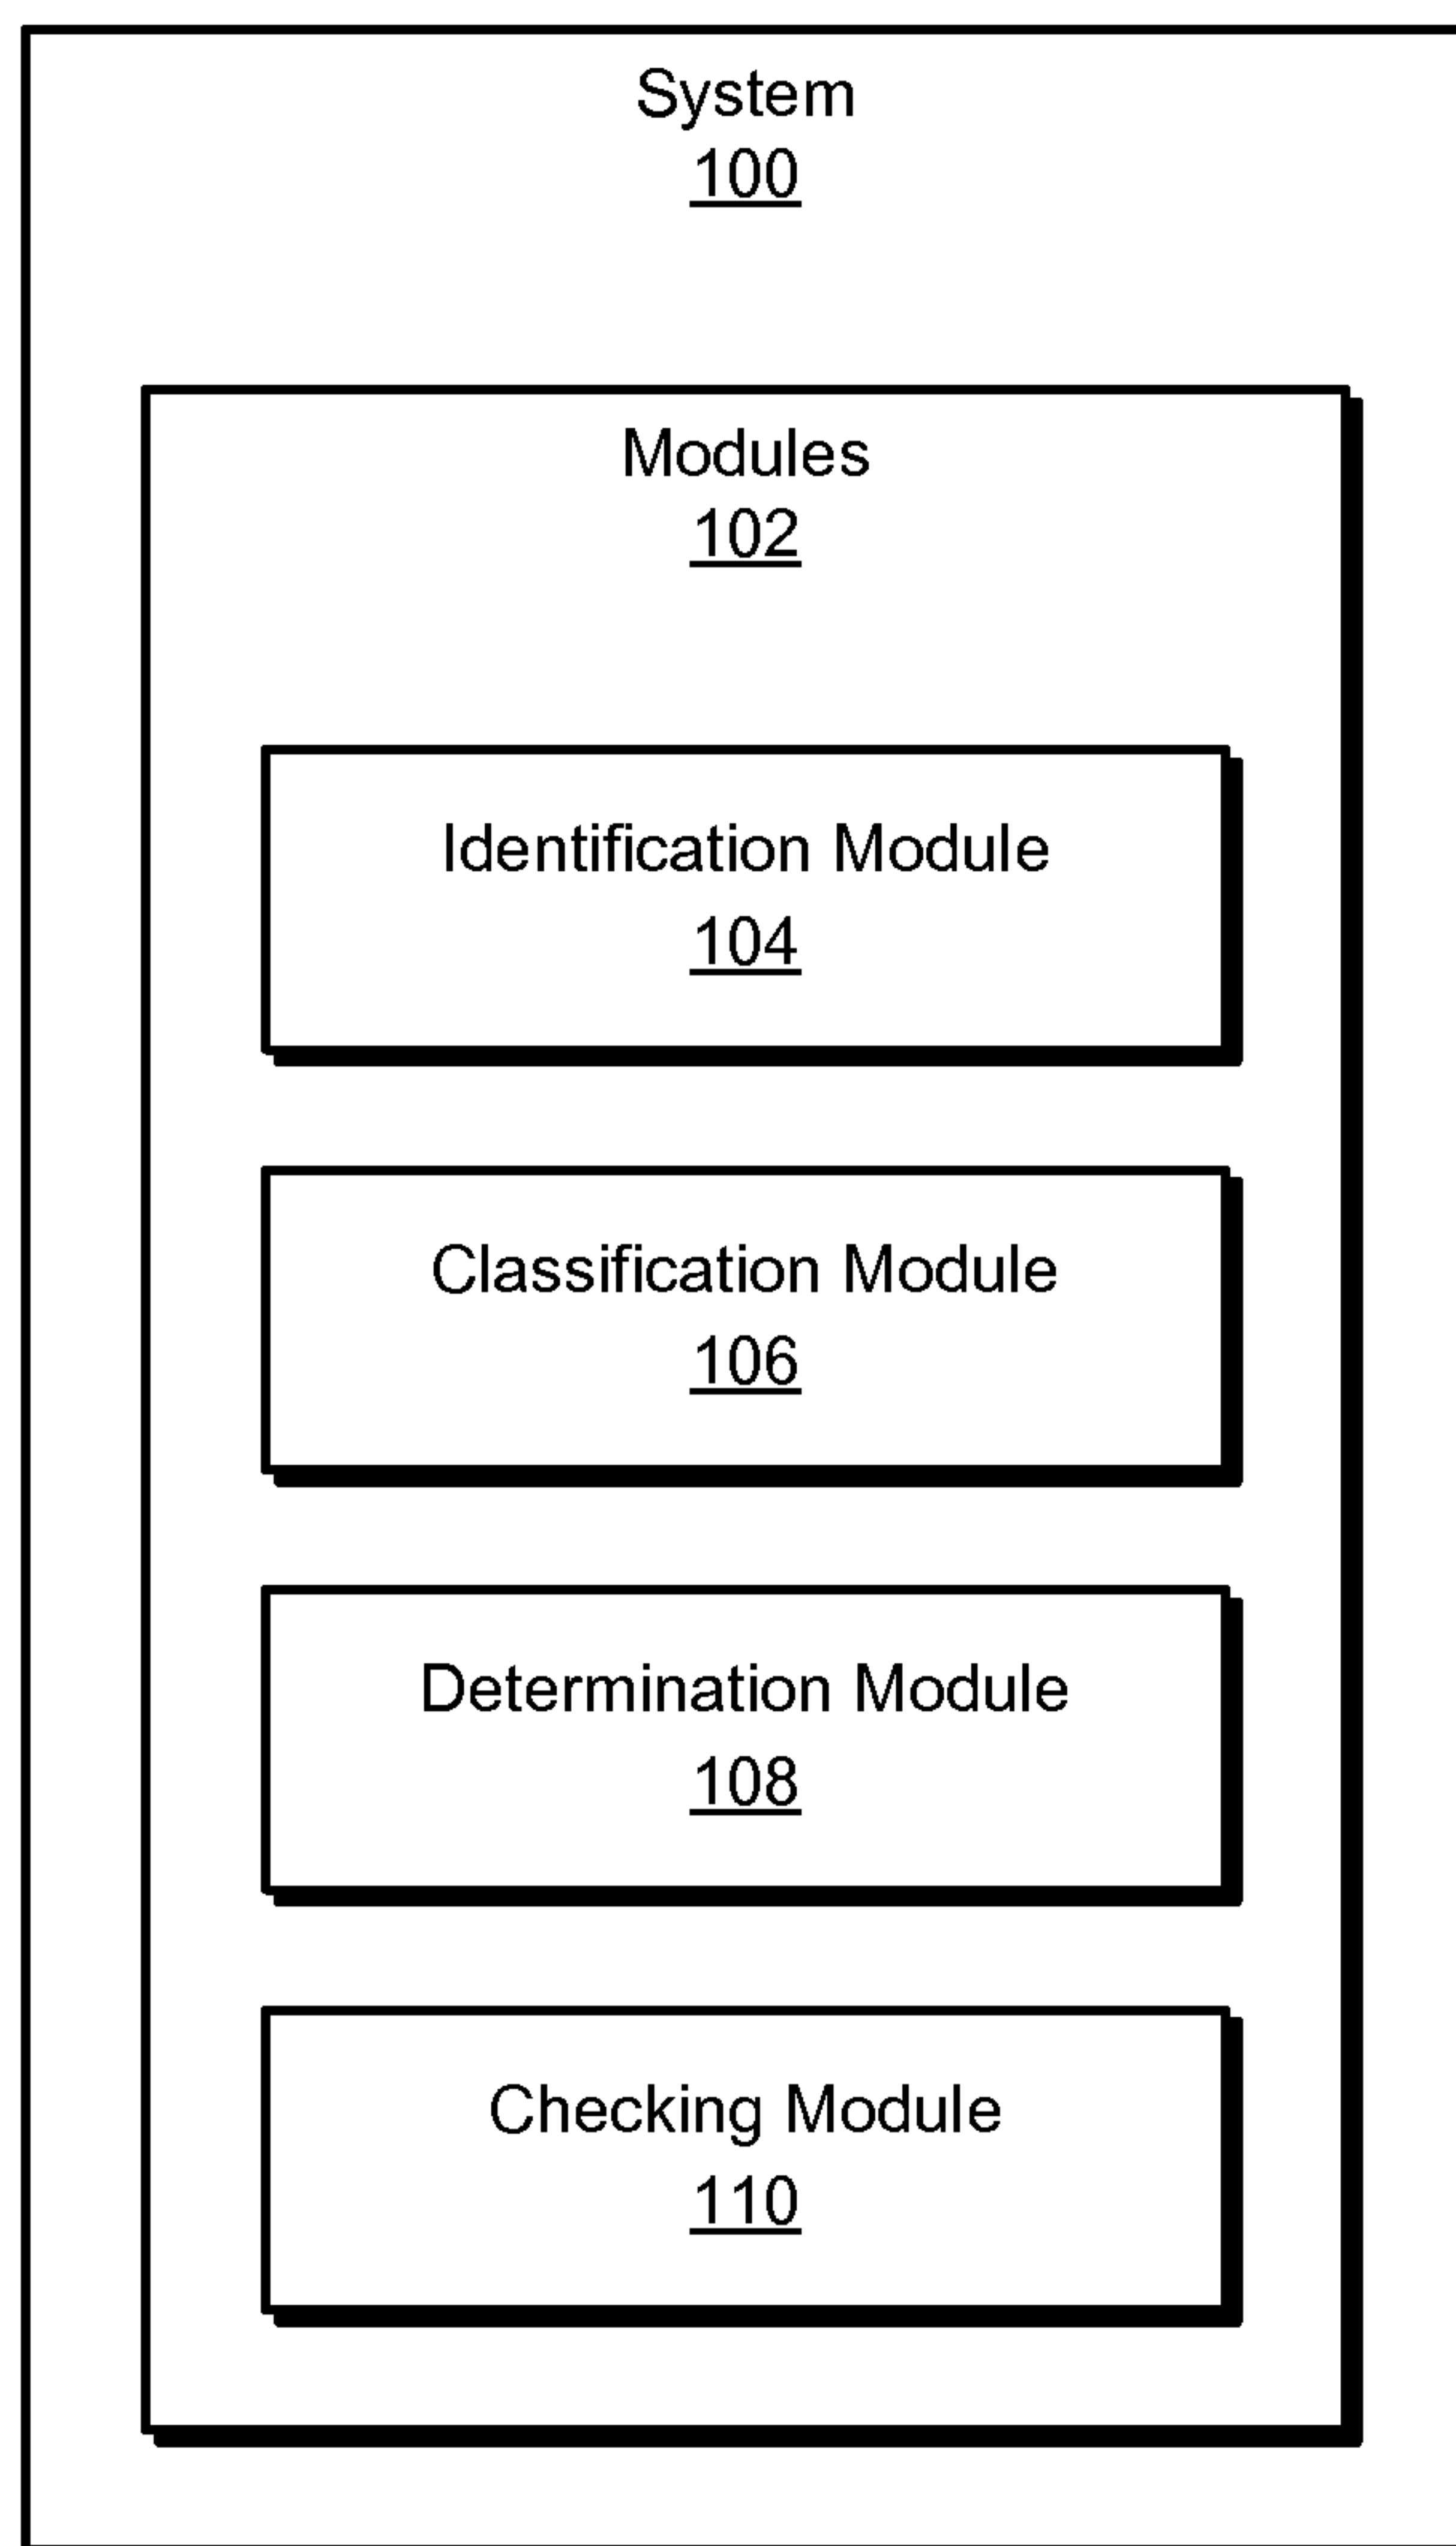 System
100
Modules
102
Identification Module
104
Classification Module
106
Determination Module
108
Checking Module
110